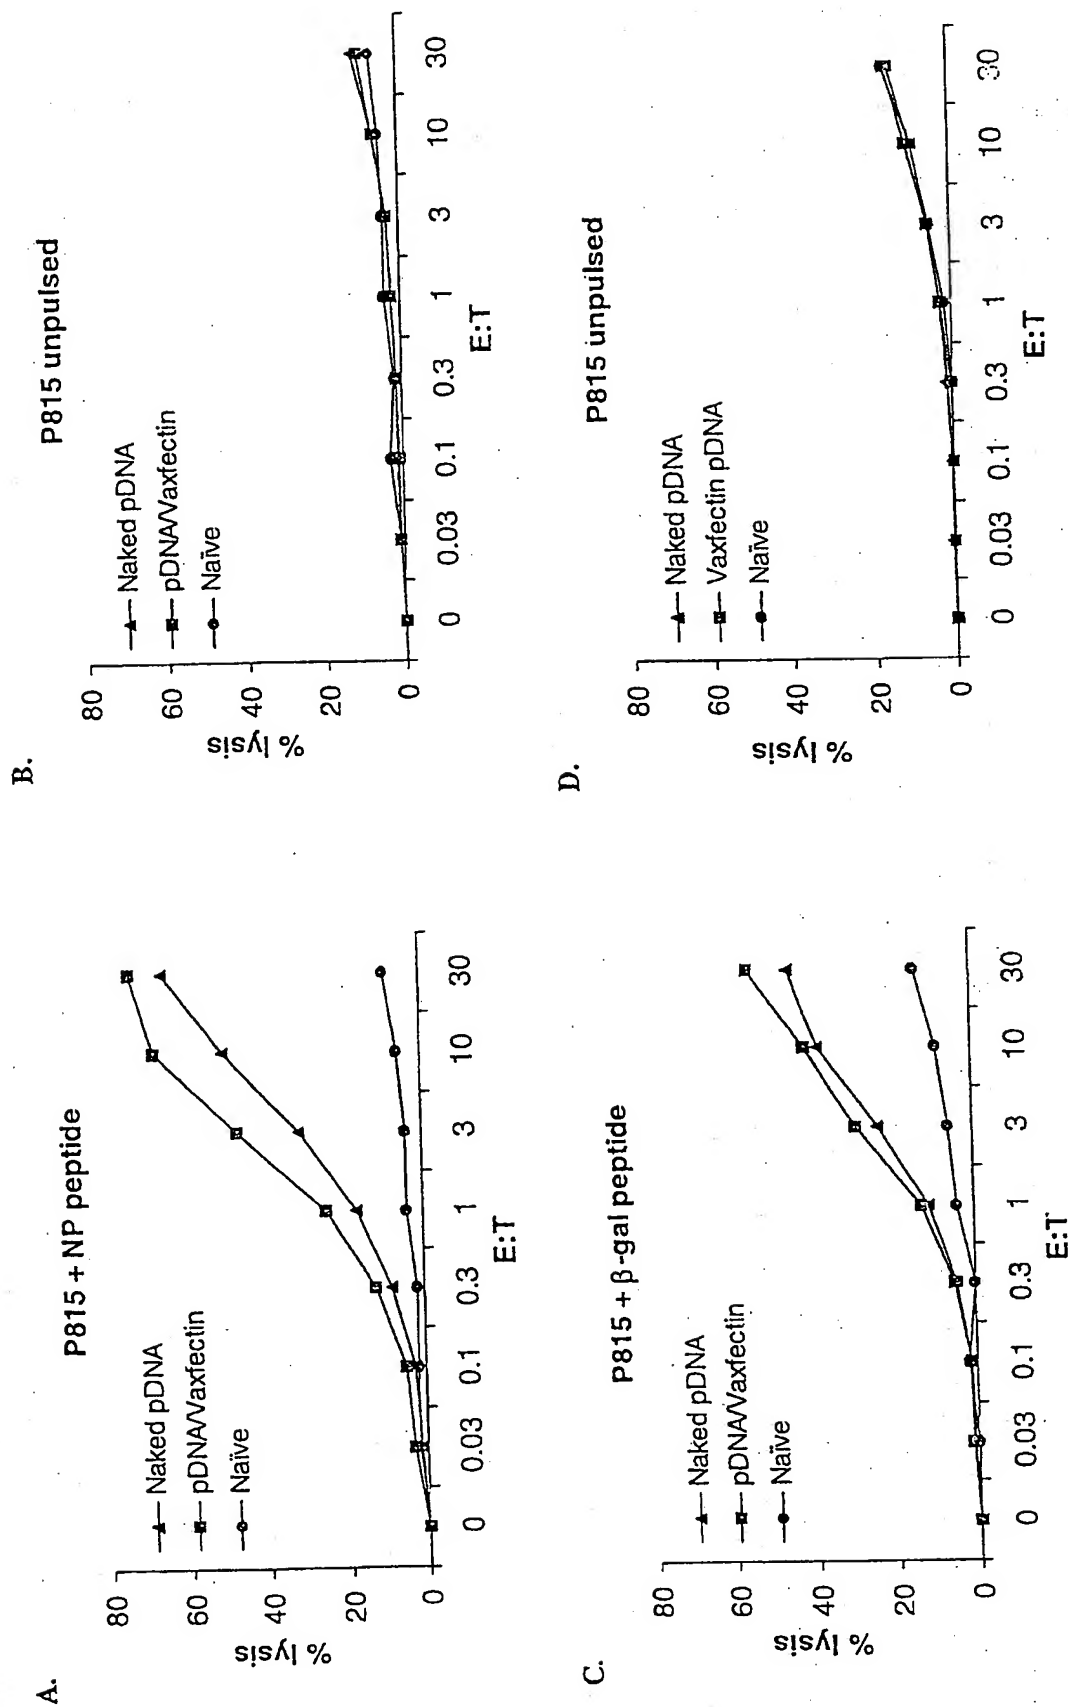 A.
P815 + NP peptide
Naked pDNA
pDNA/Vaxfectin
Naïve
80
60
40
20
0
% lysis
0 0.03 0.1 0.3 1 3 10 30
E:T
B.
P815 unpulsed
Naked pDNA
pDNA/Vaxfectin
Naïve
80
60
40
20
0
% lysis
0 0.03 0.1 0.3 1 3 10 30
E:T
C.
P815 + β-gal peptide
Naked pDNA
pDNA/Vaxfectin
Naïve
80
60
40
20
0
% lysis
0 0.03 0.1 0.3 1 3 10 30
E:T
D.
P815 unpulsed
Naked pDNA
Vaxfectin pDNA
Naïve
80
60
40
20
0
% lysis
0 0.03 0.1 0.3 1 3 10 30
E:T